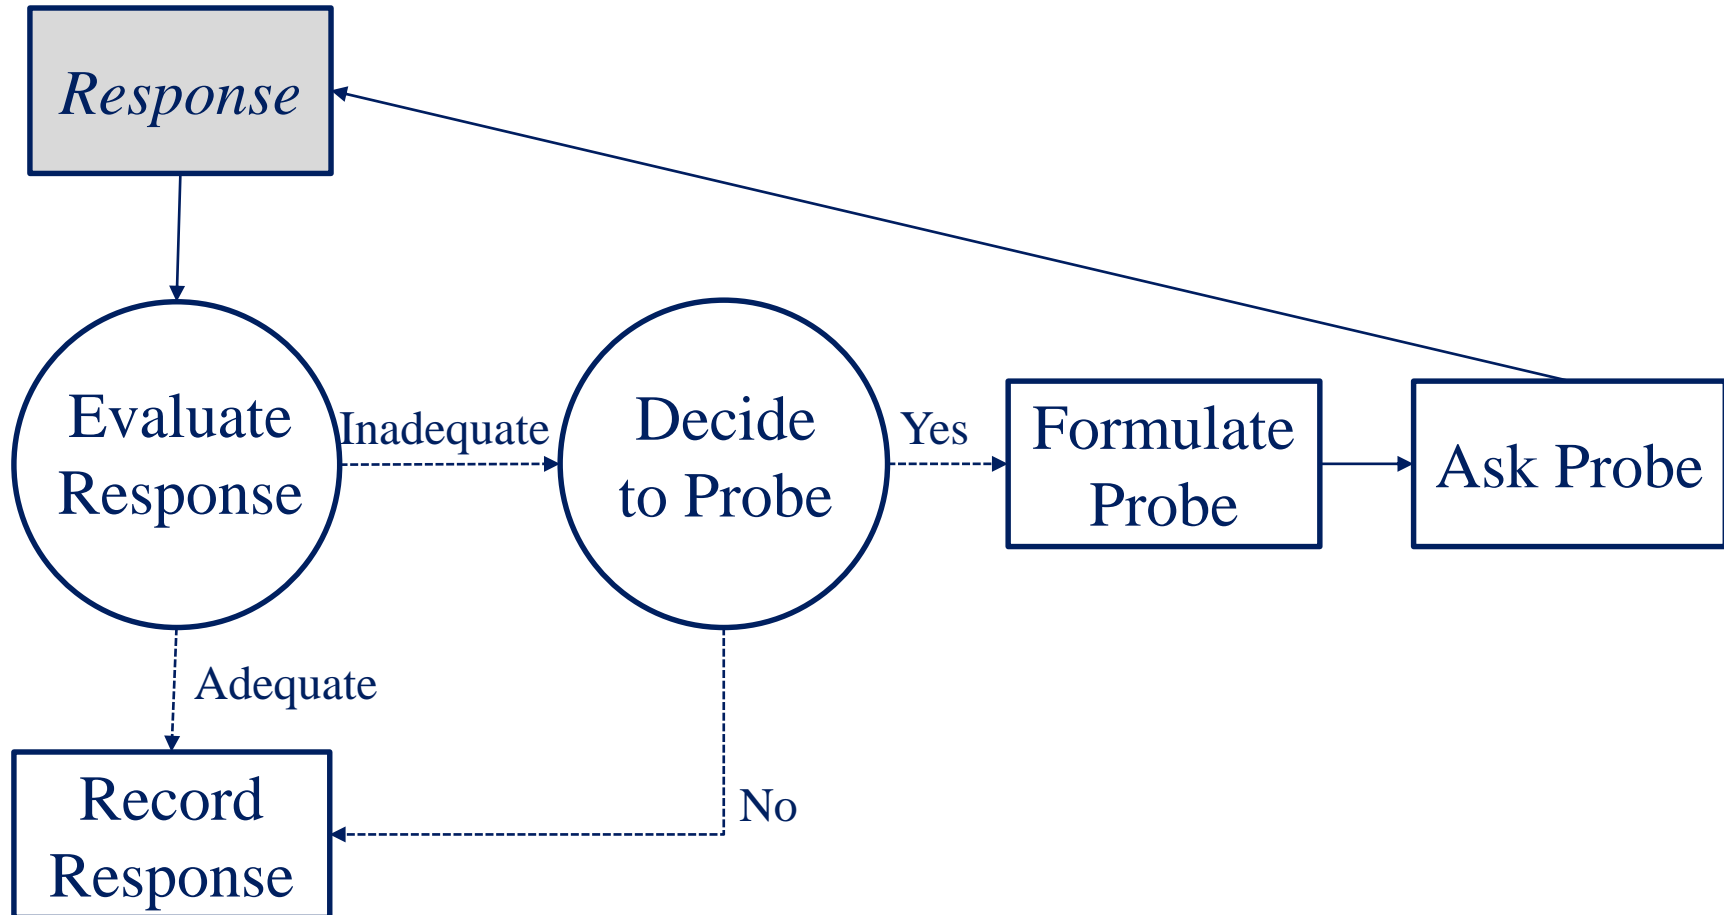 Response
Evaluate
Response
Inadequate
Decide
to Probe
Yes
Formulate
Probe
Ask Probe
Adequate
No
Record
Response